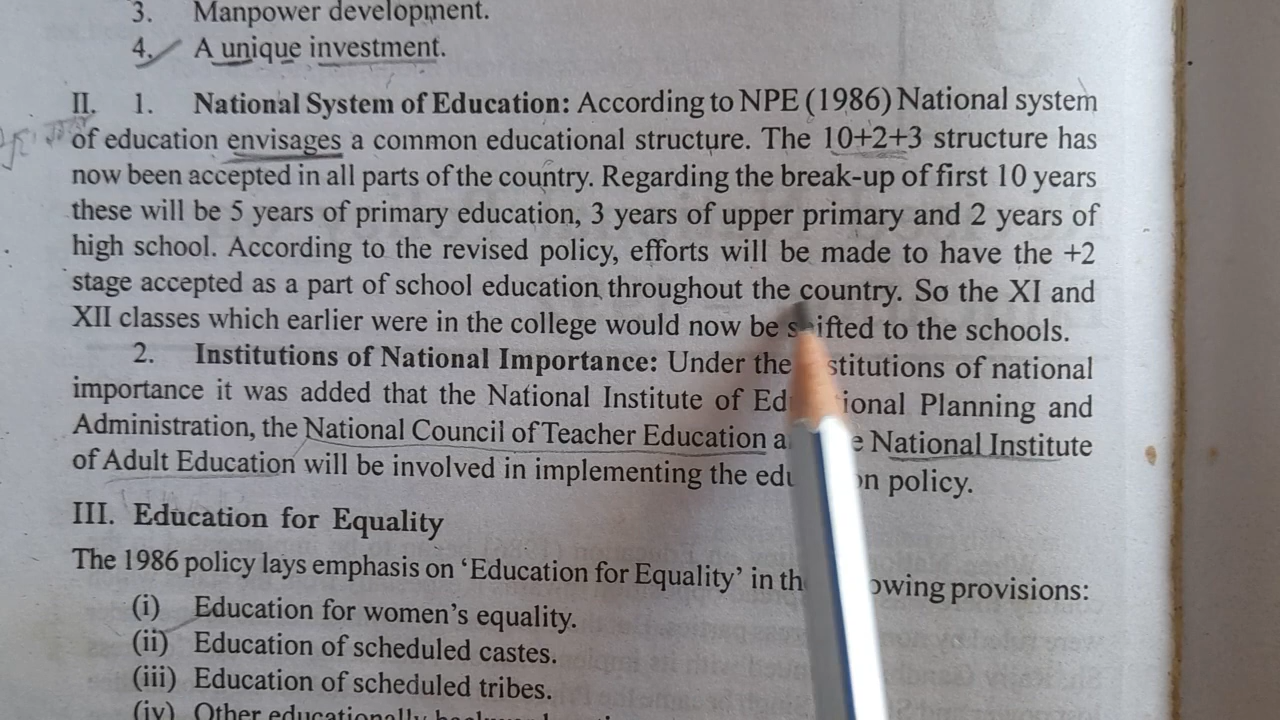 3. Manpower development.
4. A unique investment.
II. 1. National System of Education: According to NPE (1986) National system
of education envisages a common educational structure. The 10+2+3 structure has
now been accepted in all parts of the country. Regarding the break-up of first 10 years
these will be 5 years of primary education, 3 years of upper primary and 2 years of
high school. According to the revised policy, efforts will be made to have the +2
stage accepted as a part of school education throughout the country. So the XI and
XII classes which earlier were in the college would now be shifted to the schools.
2. Institutions of National Importance: Under the institutions of national
importance it was added that the National Institute of Educational Planning and
Administration, the National Council of Teacher Education a e National Institute
of Adult Education will be involved in implementing the education policy.
III. Education for Equality
The 1986 policy lays emphasis on ‘Education for Equality’ in the following provisions:
(i) Education for women's equality.
(ii) Education of scheduled castes.
(iii) Education of scheduled tribes.
(iv) Other educationally